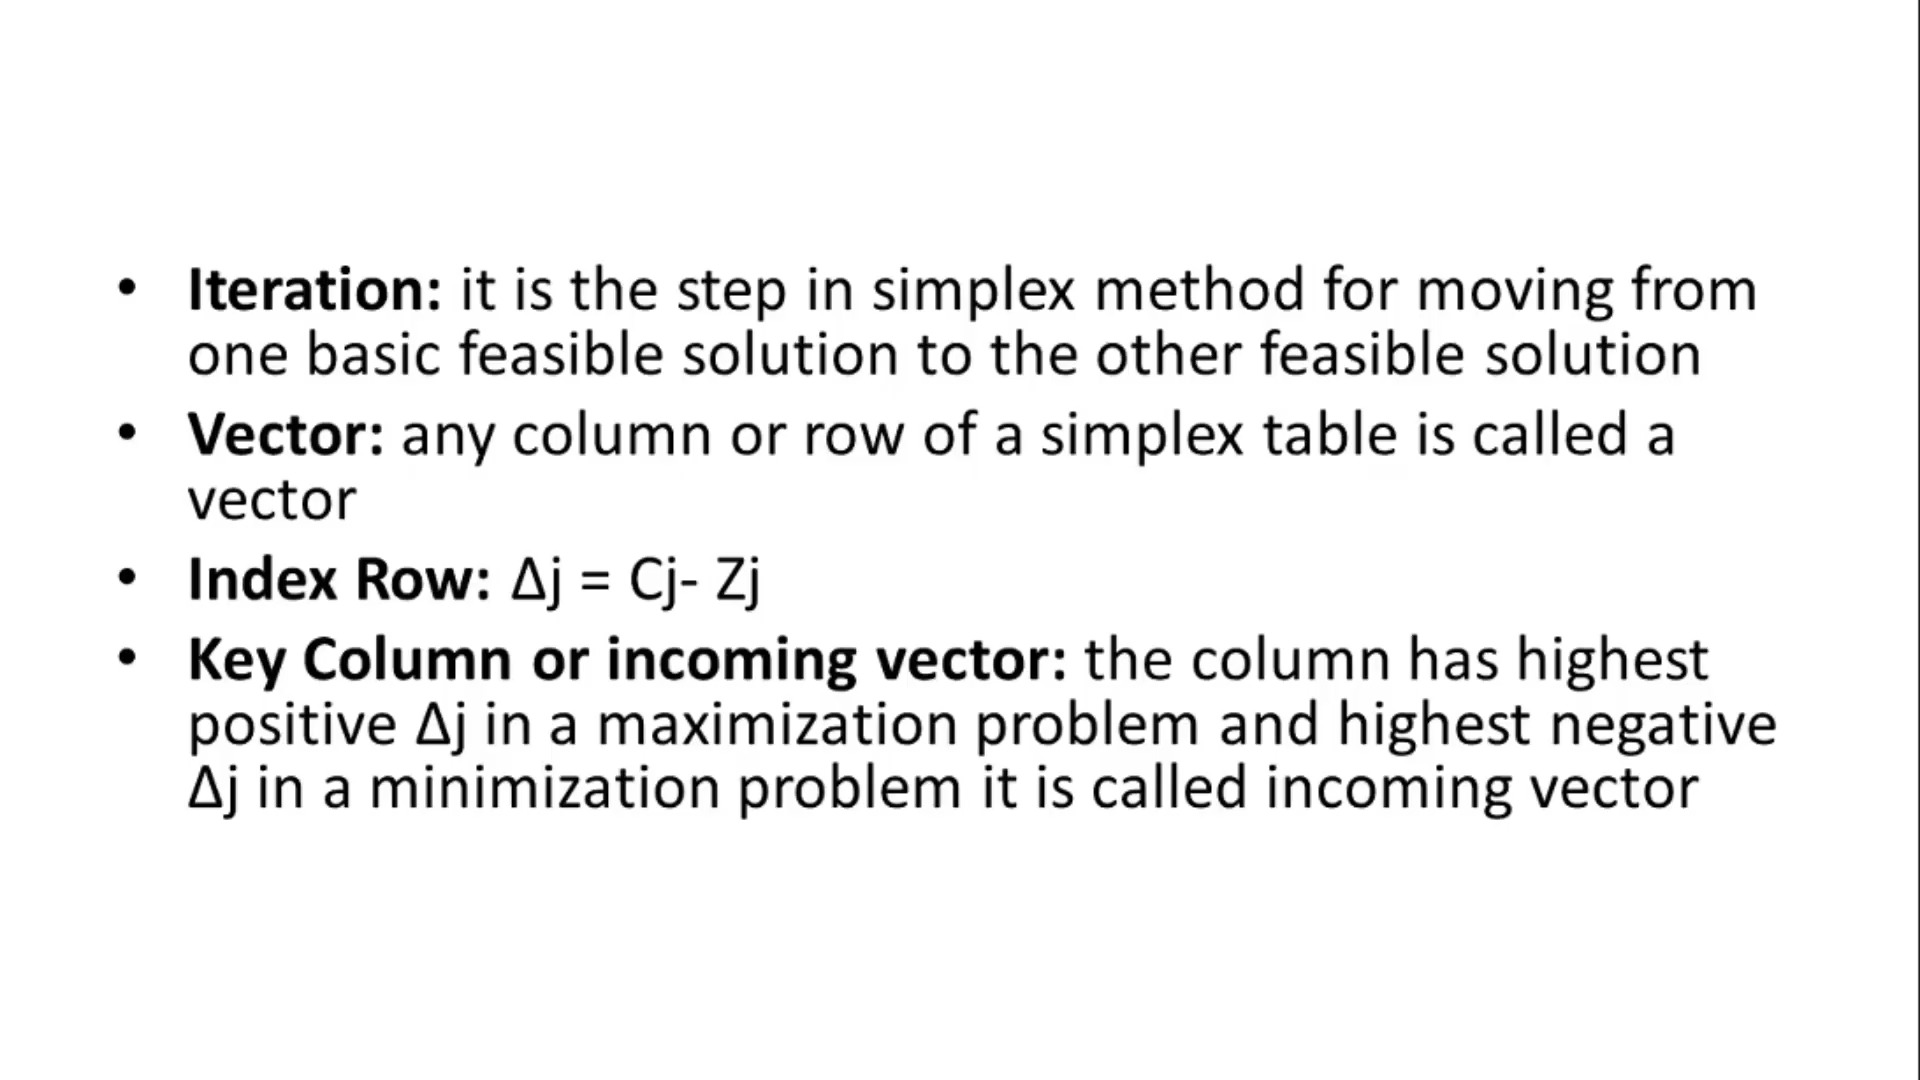 • Iteration: it is the step in simplex method for moving from
one basic feasible solution to the other feasible solution
• Vector: any column or row of a simplex table is called a
vector
• Index Row: Δj = Cj- Zj
• Key Column or incoming vector: the column has highest
positive Δj in a maximization problem and highest negative
Δj in a minimization problem it is called incoming vector